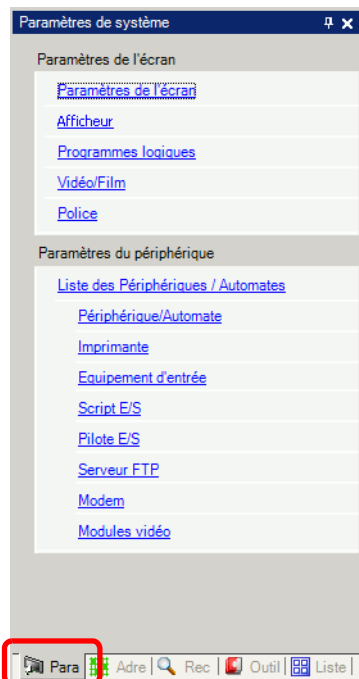 Paramètres de système
Paramètres de l'écran
Paramètres de l'écran
Afficheur
Programmes logiques
Vidéo/Film
Police
Paramètres du périphérique
Liste des Périphériques / Automates
Périphérique/Automate
Imprimante
Equipement d'entrée
Script E/S
Pilote E/S
Serveur FTP
Modem
Modules vidéo
Para Adre Rec Outil Liste